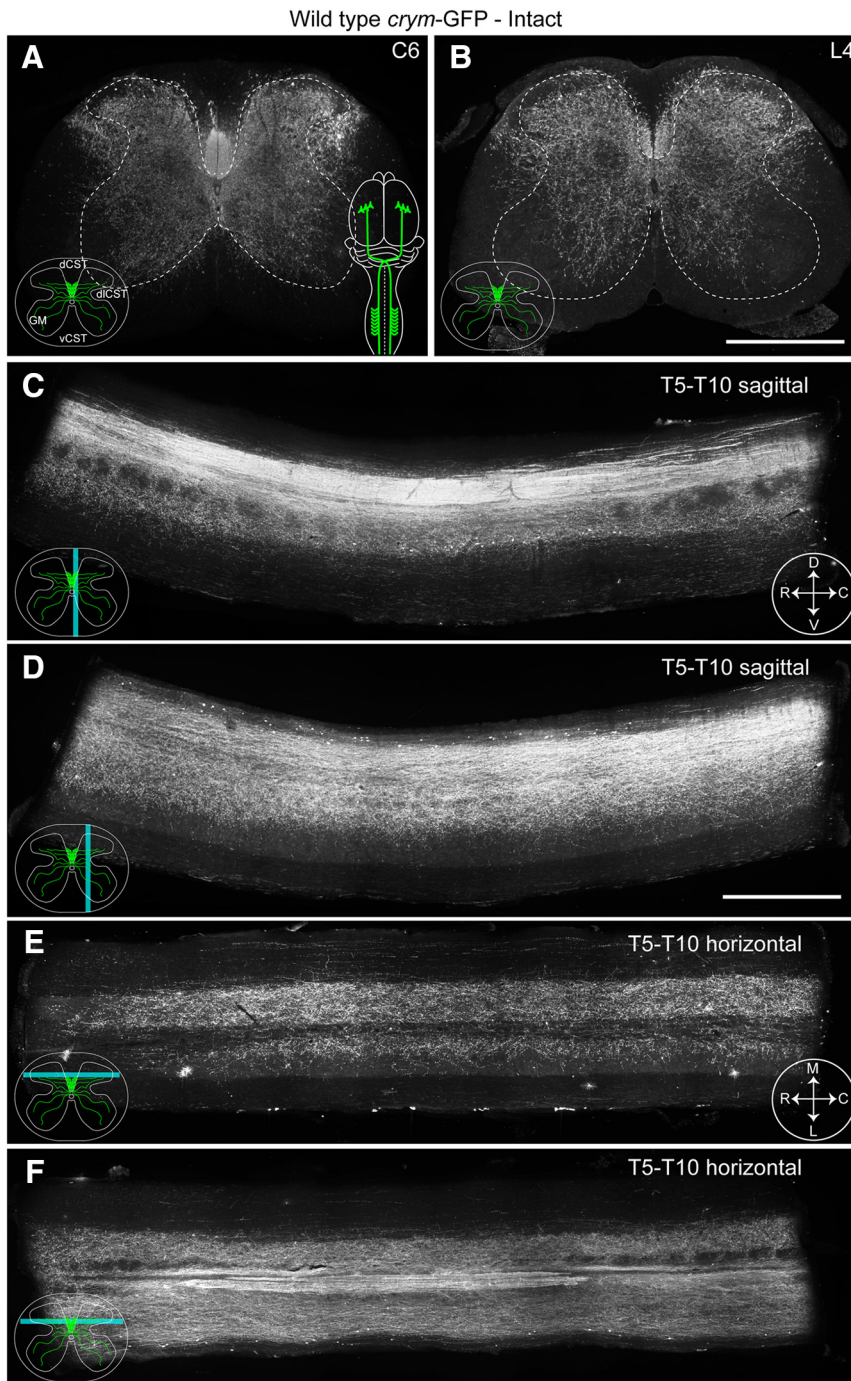 Wild type crym-GFP - Intact
A
C6
dCST
dlCST
GM
vCST
B
L4
C
T5-T10 sagittal
D
R
C
V
D
T5-T10 sagittal
E
T5-T10 horizontal
M
R
C
L
F
T5-T10 horizontal